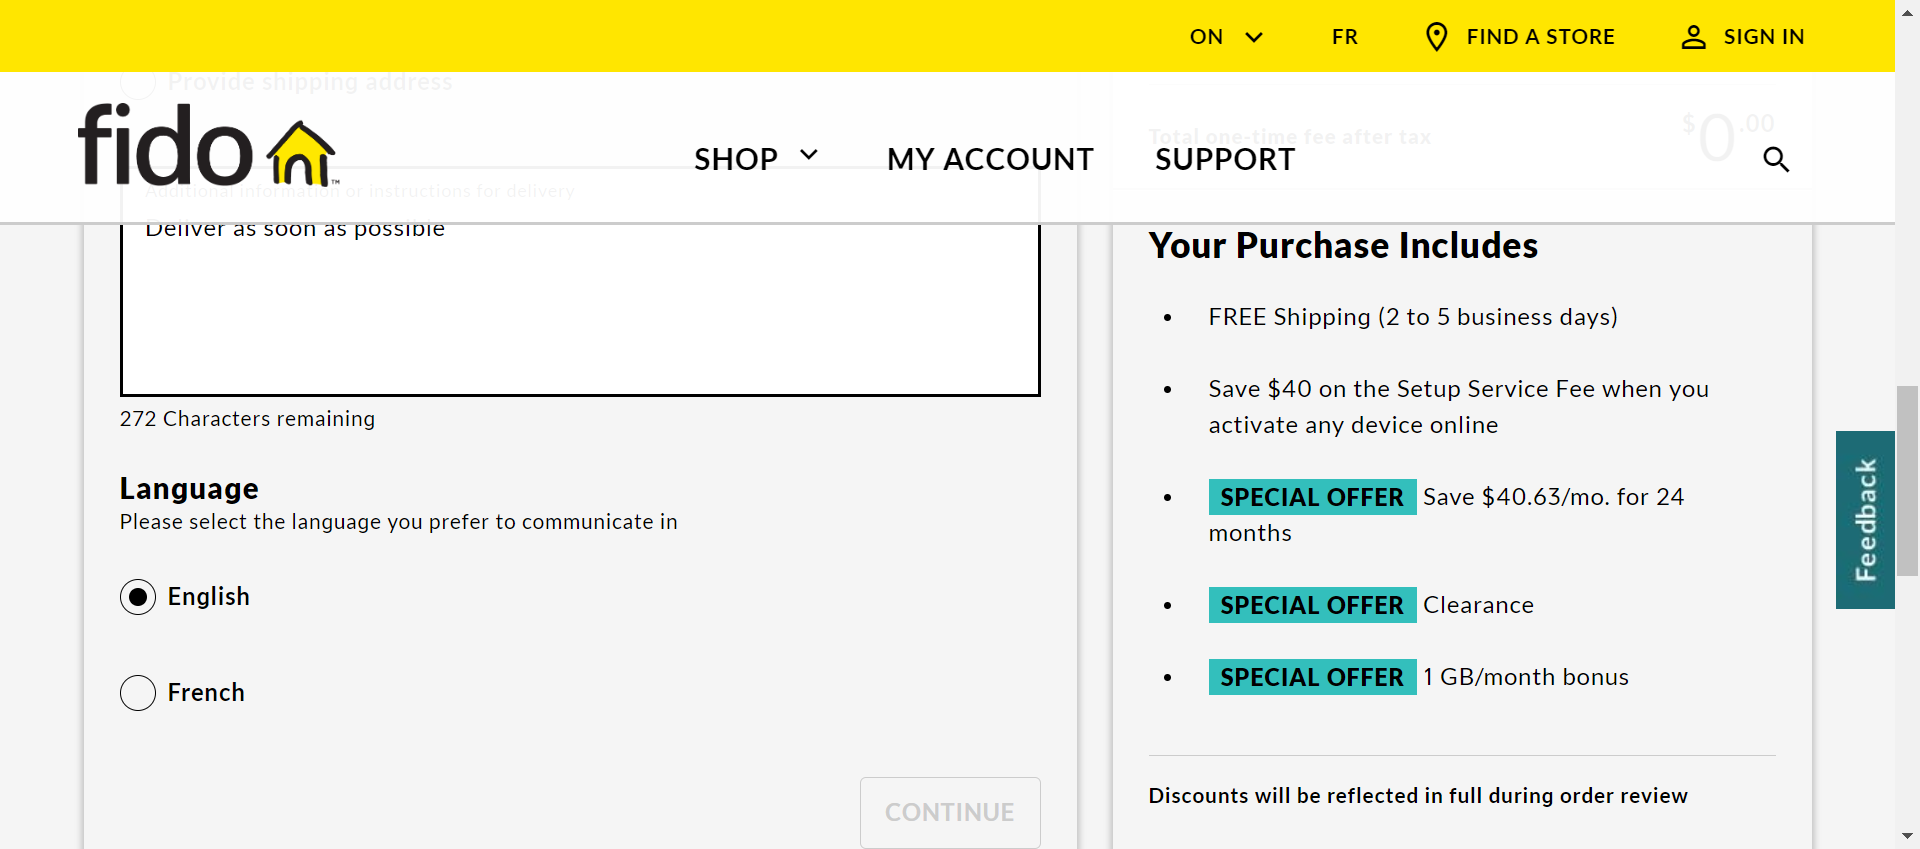 ON
FR
FIND A STORE
SIGN IN
Provide shipping address
fido
TM
SHOP
MY ACCOUNT
SUPPORT
Total one-time fee after tax
$0.00
Additional information or instructions for delivery
Deliver as soon as possible
272 Characters remaining
Language
Please select the language you prefer to communicate in
English
French
CONTINUE
Your Purchase Includes
• FREE Shipping (2 to 5 business days)
• Save $40 on the Setup Service Fee when you
activate any device online
• SPECIAL OFFER Save $40.63/mo. for 24
months
• SPECIAL OFFER Clearance
• SPECIAL OFFER 1 GB/month bonus
Discounts will be reflected in full during order review
Feedback